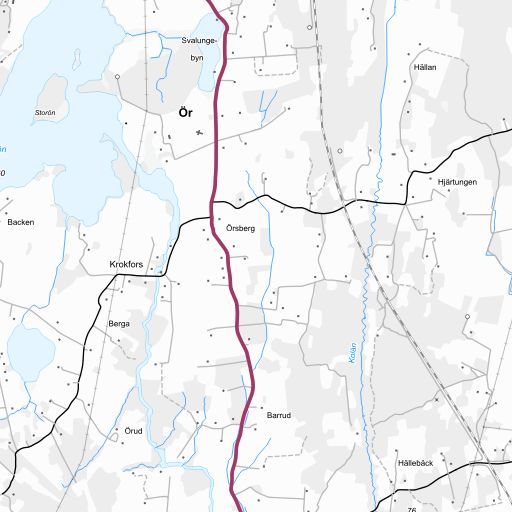 Svalunge-
byn
Hällan
Storön
Ör
Hjärtungen
Backen
Örsberg
Krokfors
Berga
Kolån
Barrud
Örud
Hällebäck
76